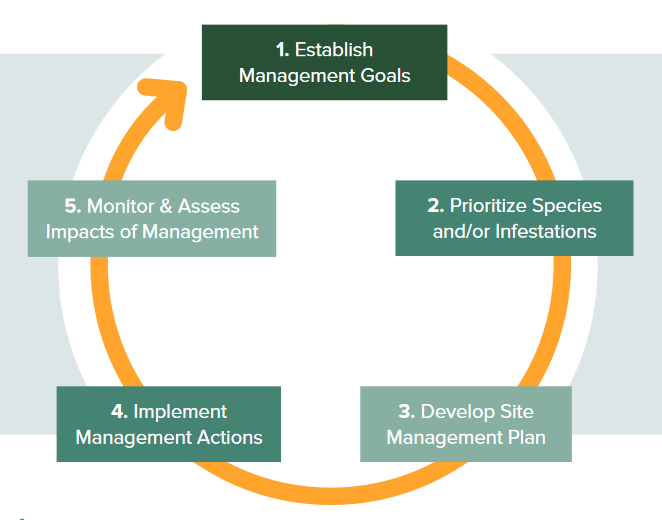 1. Establish
Management Goals
2. Prioritize Species
and/or Infestations
3. Develop Site
Management Plan
4. Implement
Management Actions
5. Monitor & Assess
Impacts of Management